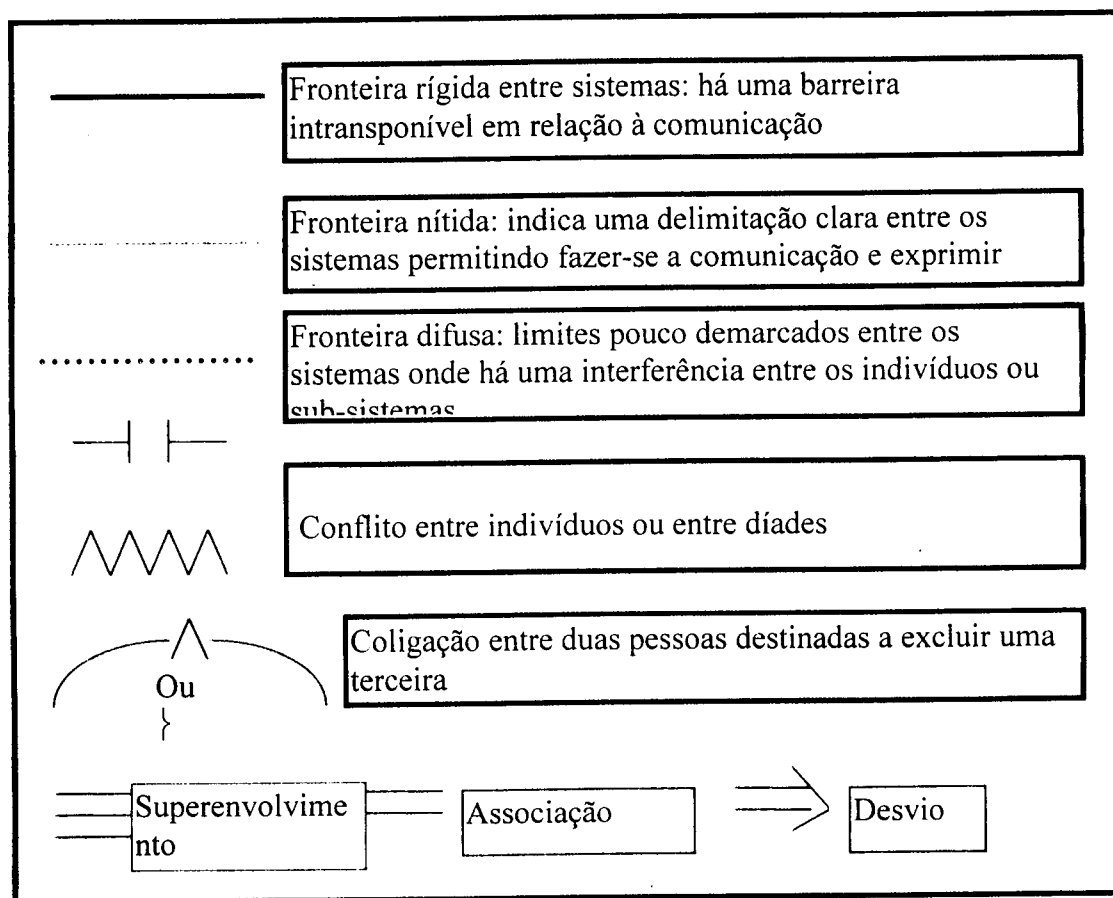 Fronteira rígida entre sistemas: há uma barreira
intransponível em relação à comunicação
Fronteira nítida: indica uma delimitação clara entre os
sistemas permitindo fazer-se a comunicação e exprimir
Fronteira difusa: limites pouco demarcados entre os
sistemas onde há uma interferência entre os indivíduos ou
sub-sistemas
Conflito entre indivíduos ou entre díades
Coligação entre duas pessoas destinadas a excluir uma
terceira
Ou
}
Superenvolvime
nto
Associação
Desvio